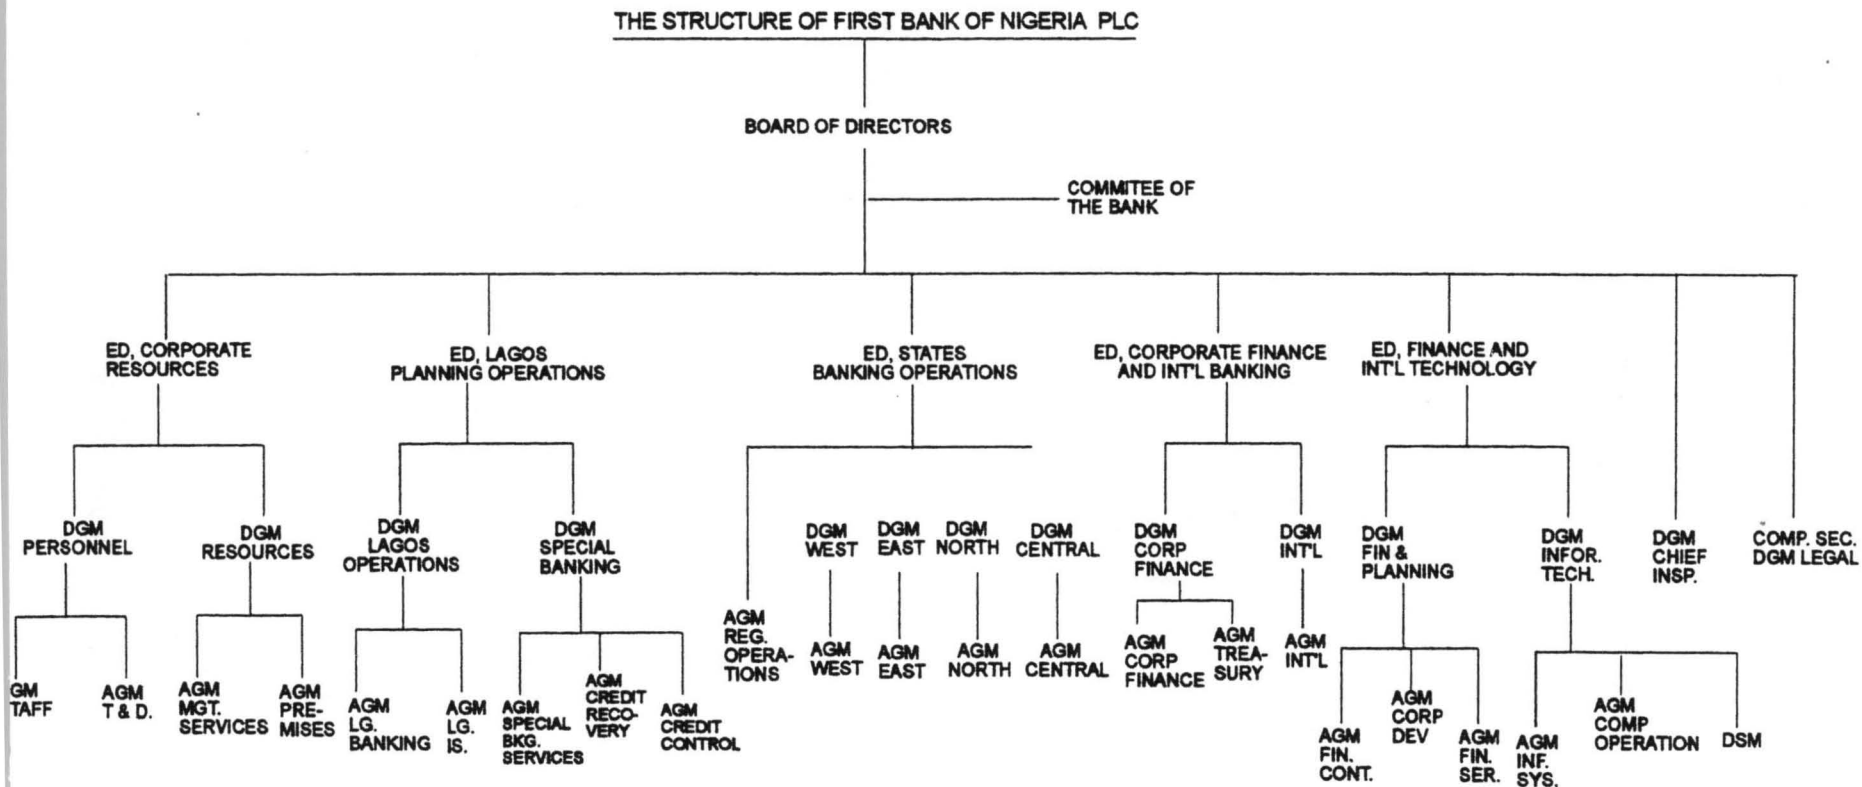 THE STRUCTURE OF FIRST BANK OF NIGERIA PLC
BOARD OF DIRECTORS
COMMITEE OF
THE BANK
ED, CORPORATE
RESOURCES
ED, LAGOS
PLANNING OPERATIONS
ED, STATES
BANKING OPERATIONS
ED, CORPORATE FINANCE
AND INT'L BANKING
ED, FINANCE AND
INT'L TECHNOLOGY
DGM
PERSONNEL
DGM
RESOURCES
DGM
LAGOS
OPERATIONS
DGM
SPECIAL
BANKING
DGM
WEST
DGM
EAST
DGM
NORTH
DGM
CENTRAL
DGM
CORP
FINANCE
DGM
INT'L
DGM
FIN &
PLANNING
DGM
INFOR.
TECH.
DGM
CHIEF
INSP.
COMP. SEC.
DGM LEGAL
GM
TAFF
AGM
T & D.
AGM
MGT.
SERVICES
AGM
PRE-
MISES
AGM
LG.
BANKING
AGM
LG.
IS.
AGM
SPECIAL
BKG.
SERVICES
AGM
CREDIT
RECO-
VERY
AGM
CREDIT
CONTROL
AGM
REG.
OPERA-
TIONS
AGM
WEST
AGM
EAST
AGM
NORTH
AGM
CENTRAL
AGM
CORP
FINANCE
AGM
TREA-
SURY
AGM
INT'L
AGM
FIN.
CONT.
AGM
CORP
DEV
AGM
FIN.
SER.
AGM
INF.
SYS.
AGM
COMP
OPERATION
DSM